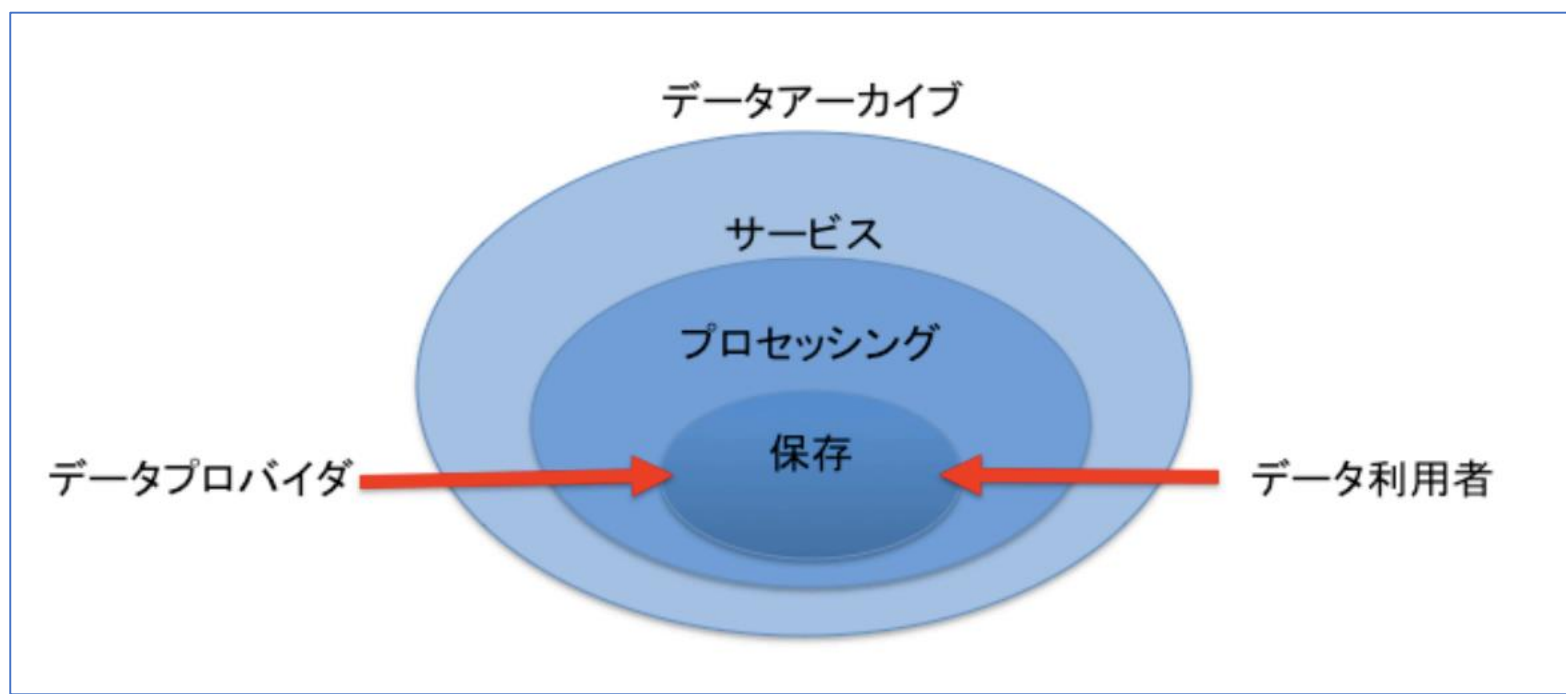 データアーカイブ
サービス
プロセッシング
保存
データプロバイダ
データ利用者